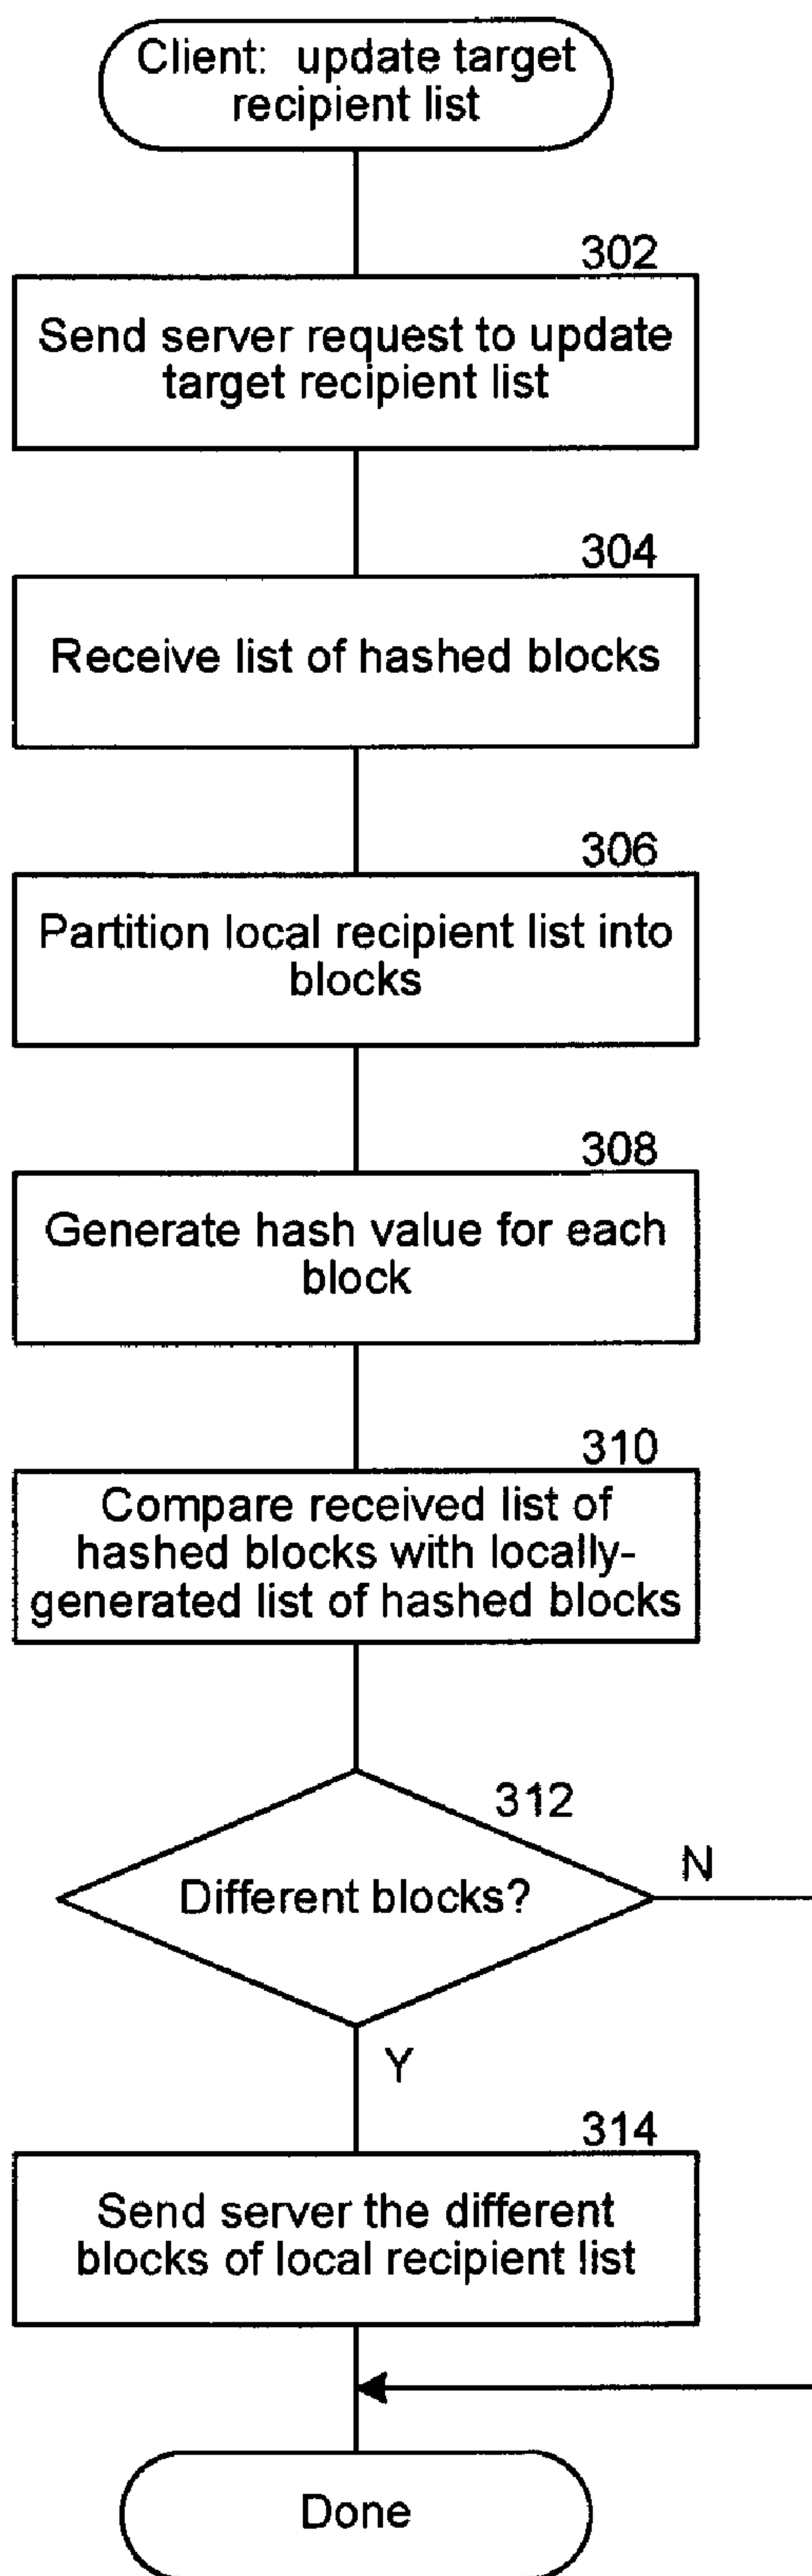 Client: update target
recipient list
302
Send server request to update
target recipient list
304
Receive list of hashed blocks
306
Partition local recipient list into
blocks
308
Generate hash value for each
block
310
Compare received list of
hashed blocks with locally-
generated list of hashed blocks
312
Different blocks?
N
Y
314
Send server the different
blocks of local recipient list
Done